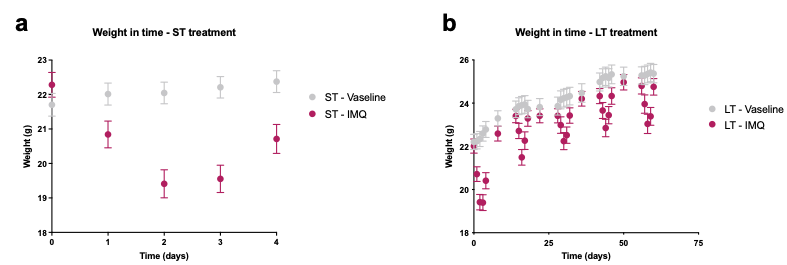 a
Weight in time - ST treatment
Weight (g)
23
22
21
20
19
18
0
1
2
3
4
Time (days)
ST - Vaseline
ST - IMQ
b
Weight in time - LT treatment
Weight (g)
26
24
22
20
18
0
25
50
75
Time (days)
LT - Vaseline
LT - IMQ